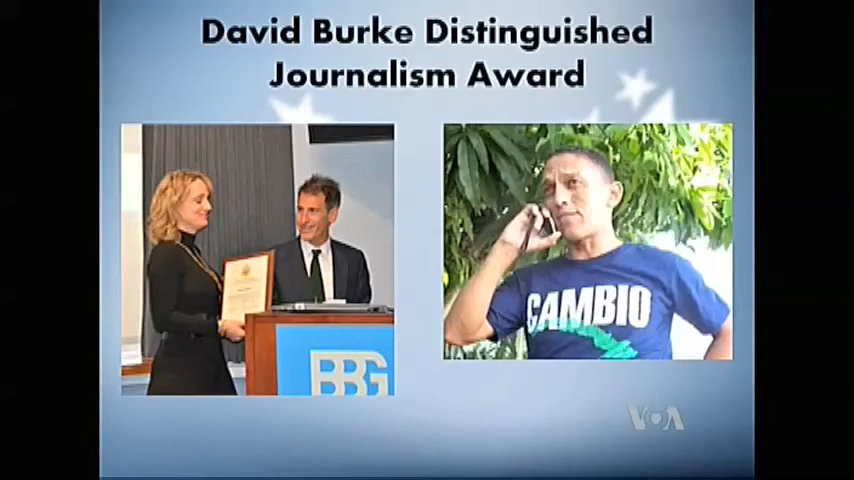 David Burke Distinguished
Journalism Award
CAMBIO
BBG
VOA